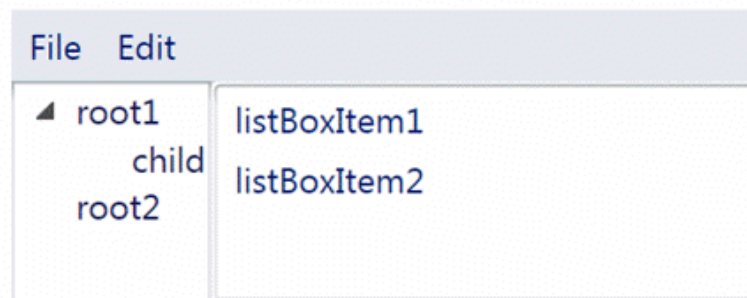 File Edit
root1
child
root2
listBoxItem1
listBoxItem2